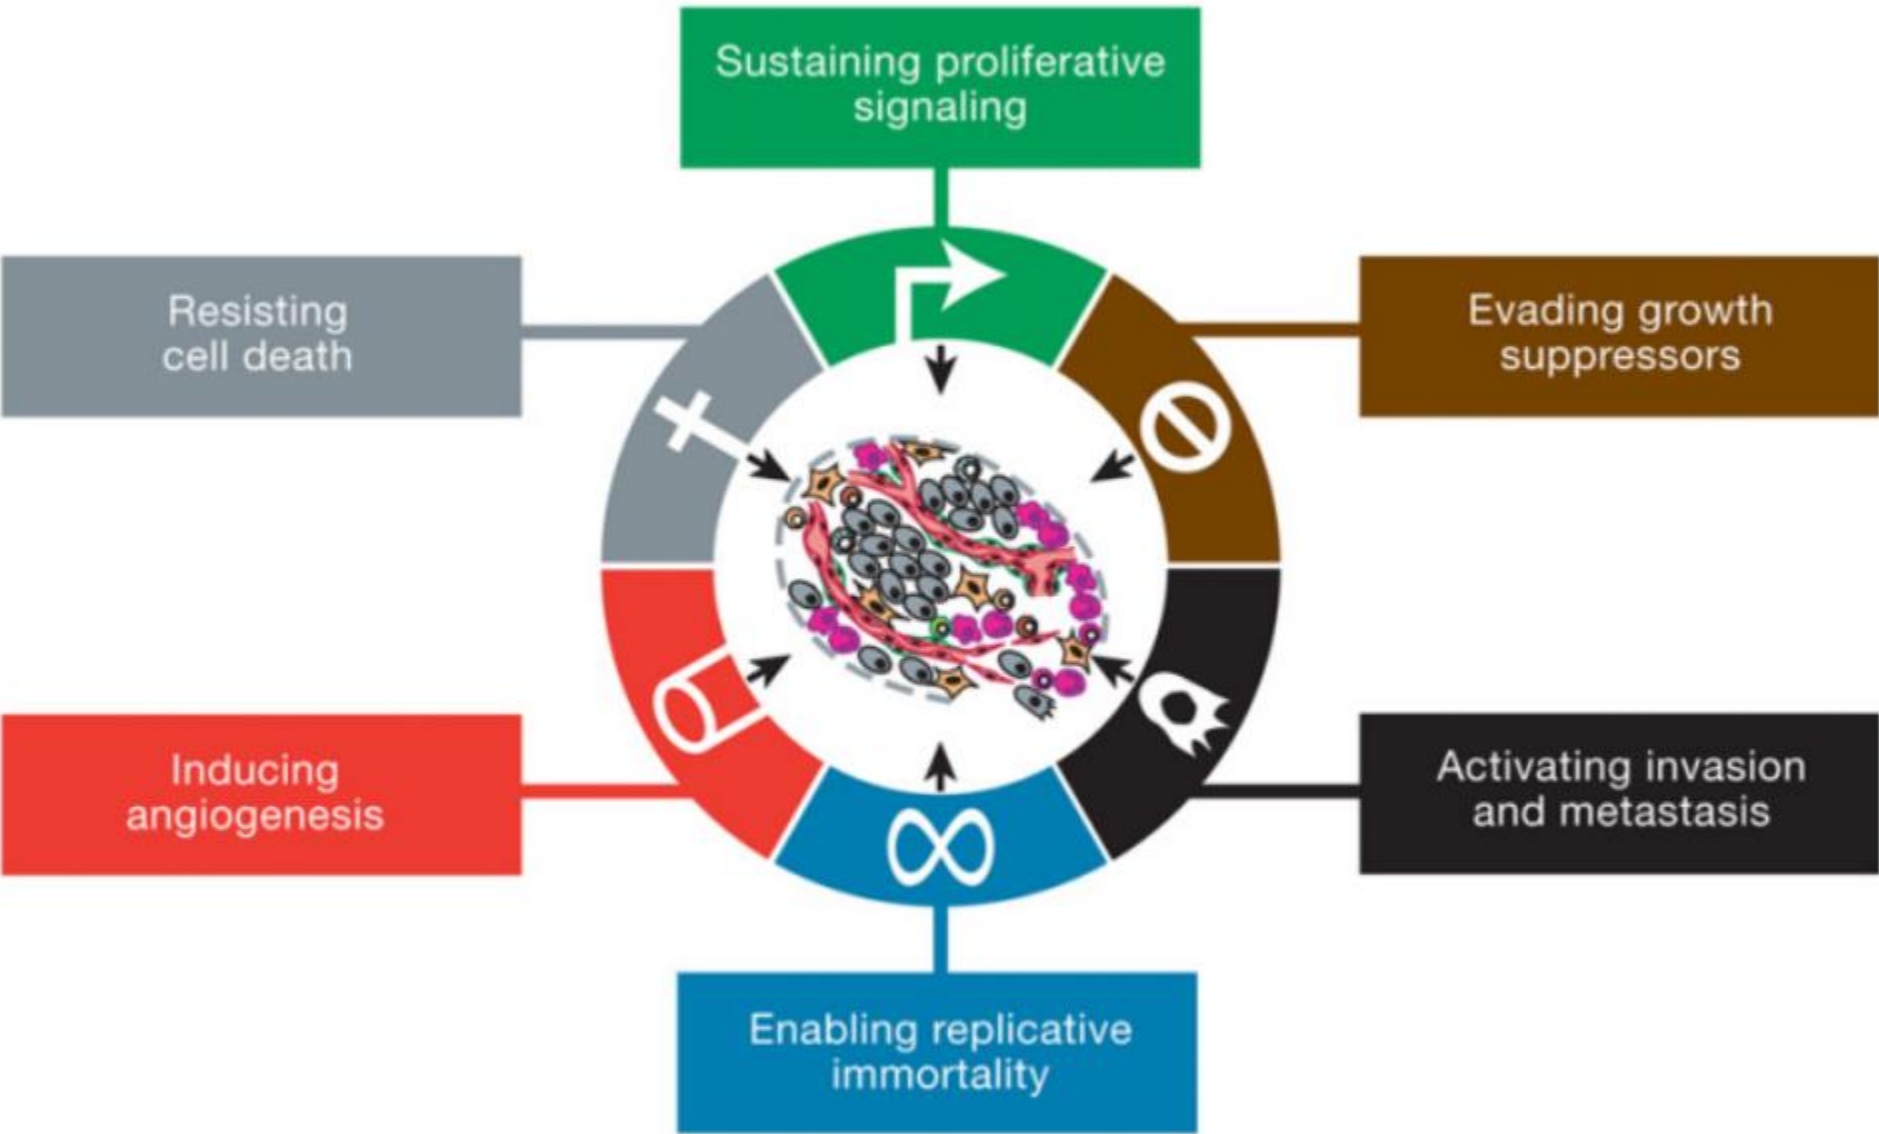 Sustaining proliferative
signaling
Resisting
cell death
Evading growth
suppressors
Inducing
angiogenesis
Activating invasion
and metastasis
Enabling replicative
immortality